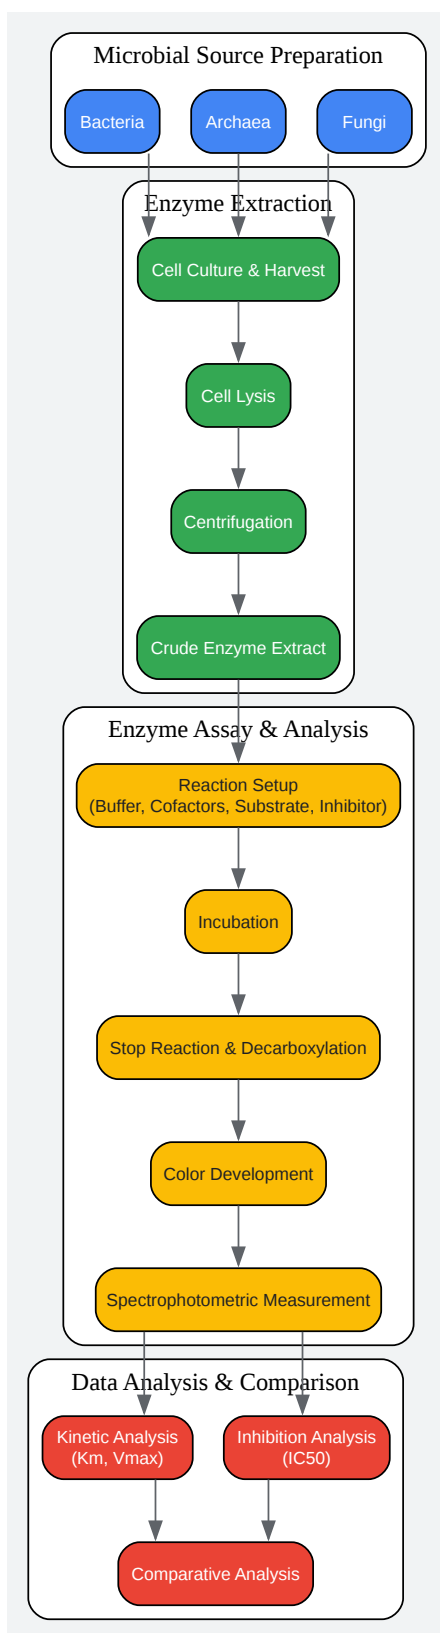 Microbial Source Preparation
Bacteria
Archaea
Fungi
Enzyme Extraction
Cell Culture & Harvest
Cell Lysis
Centrifugation
Crude Enzyme Extract
Enzyme Assay & Analysis
Reaction Setup
(Buffer, Cofactors, Substrate, Inhibitor)
Incubation
Stop Reaction & Decarboxylation
Color Development
Spectrophotometric Measurement
Data Analysis & Comparison
Kinetic Analysis
(Km, Vmax)
Inhibition Analysis
(IC50)
Comparative Analysis